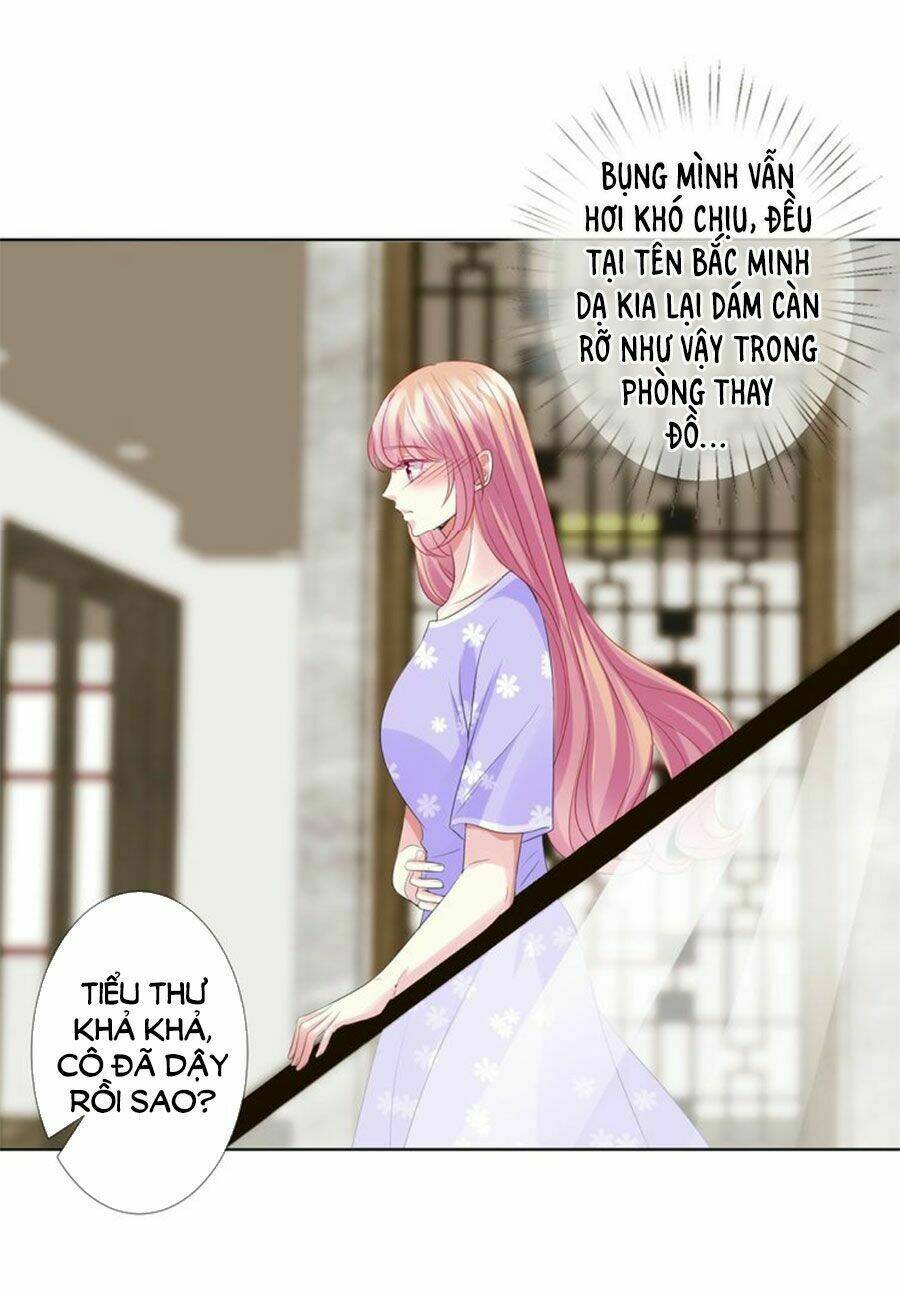 BỤNG MÌNH VẪN
HƠI KHÓ CHỊU, ĐỀU
TẠI TÊN BẮC MINH
DẠ KIA LẠI DÁM CÀN
RỠ NHƯ VẬY TRONG
PHÒNG THAY
ĐỒ...
TIỂU THƯ
KHẢ KHẢ,
CÔ ĐÃ DẬY
RỒI SAO?